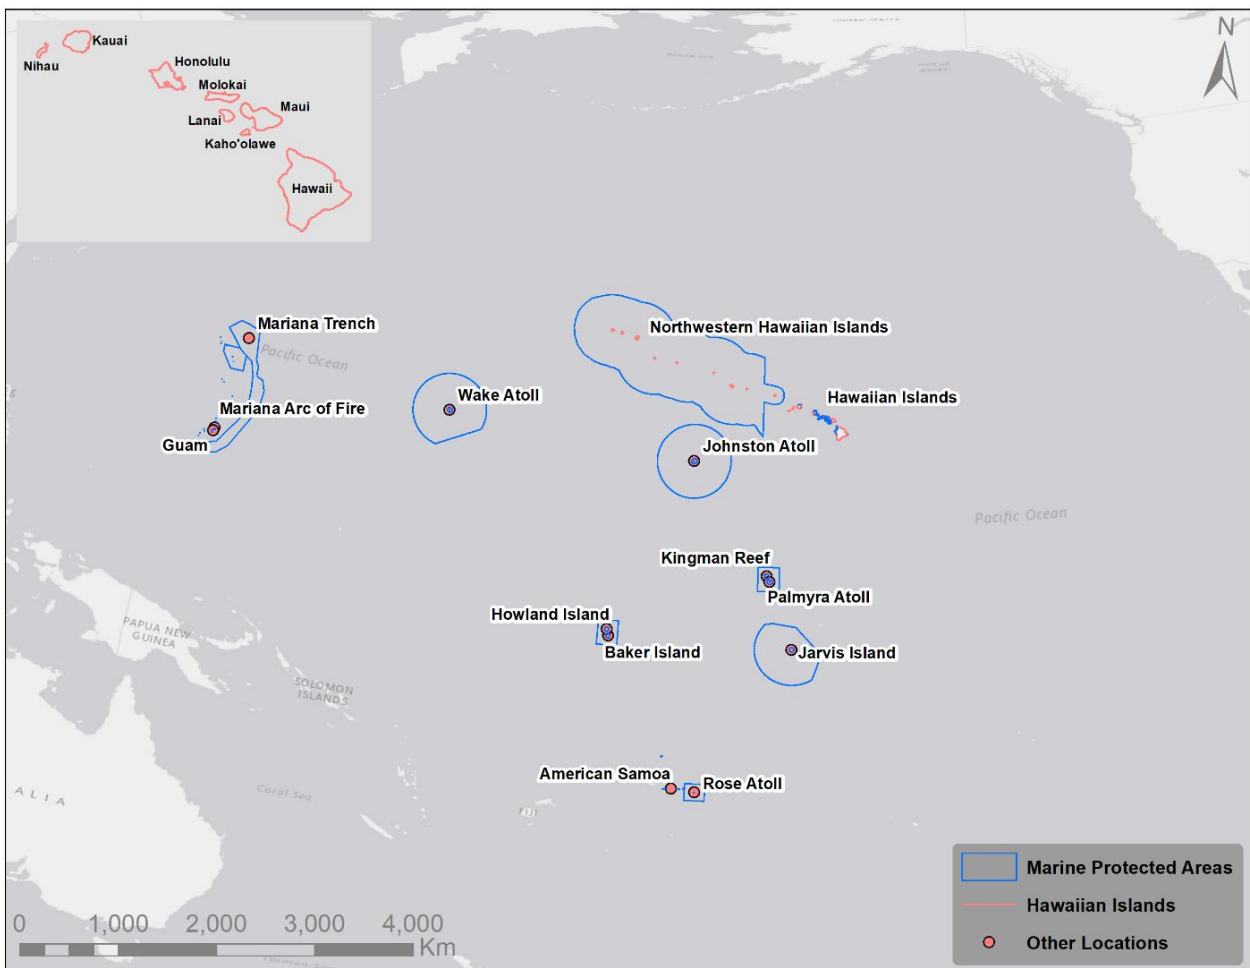 Kauai
Nihau
Honolulu
Molokai
Maui
Lanai
Kaho'olawe
Hawaii
N
Mariana Trench
Pacific Ocean
Northwestern Hawaiian Islands
Wake Atoll
Hawaiian Islands
Mariana Arc of Fire
Guam
Johnston Atoll
Pacific Ocean
Kingman Reef
Palmyra Atoll
Howland Island
Baker Island
Jarvis Island
PAPUA NEW
GUINEA
SOLOMON
ISLANDS
American Samoa
Rose Atoll
ALIA
Coral Sea
FIJI
Marine Protected Areas
Hawaiian Islands
Other Locations
0 1,000 2,000 3,000 4,000
Km